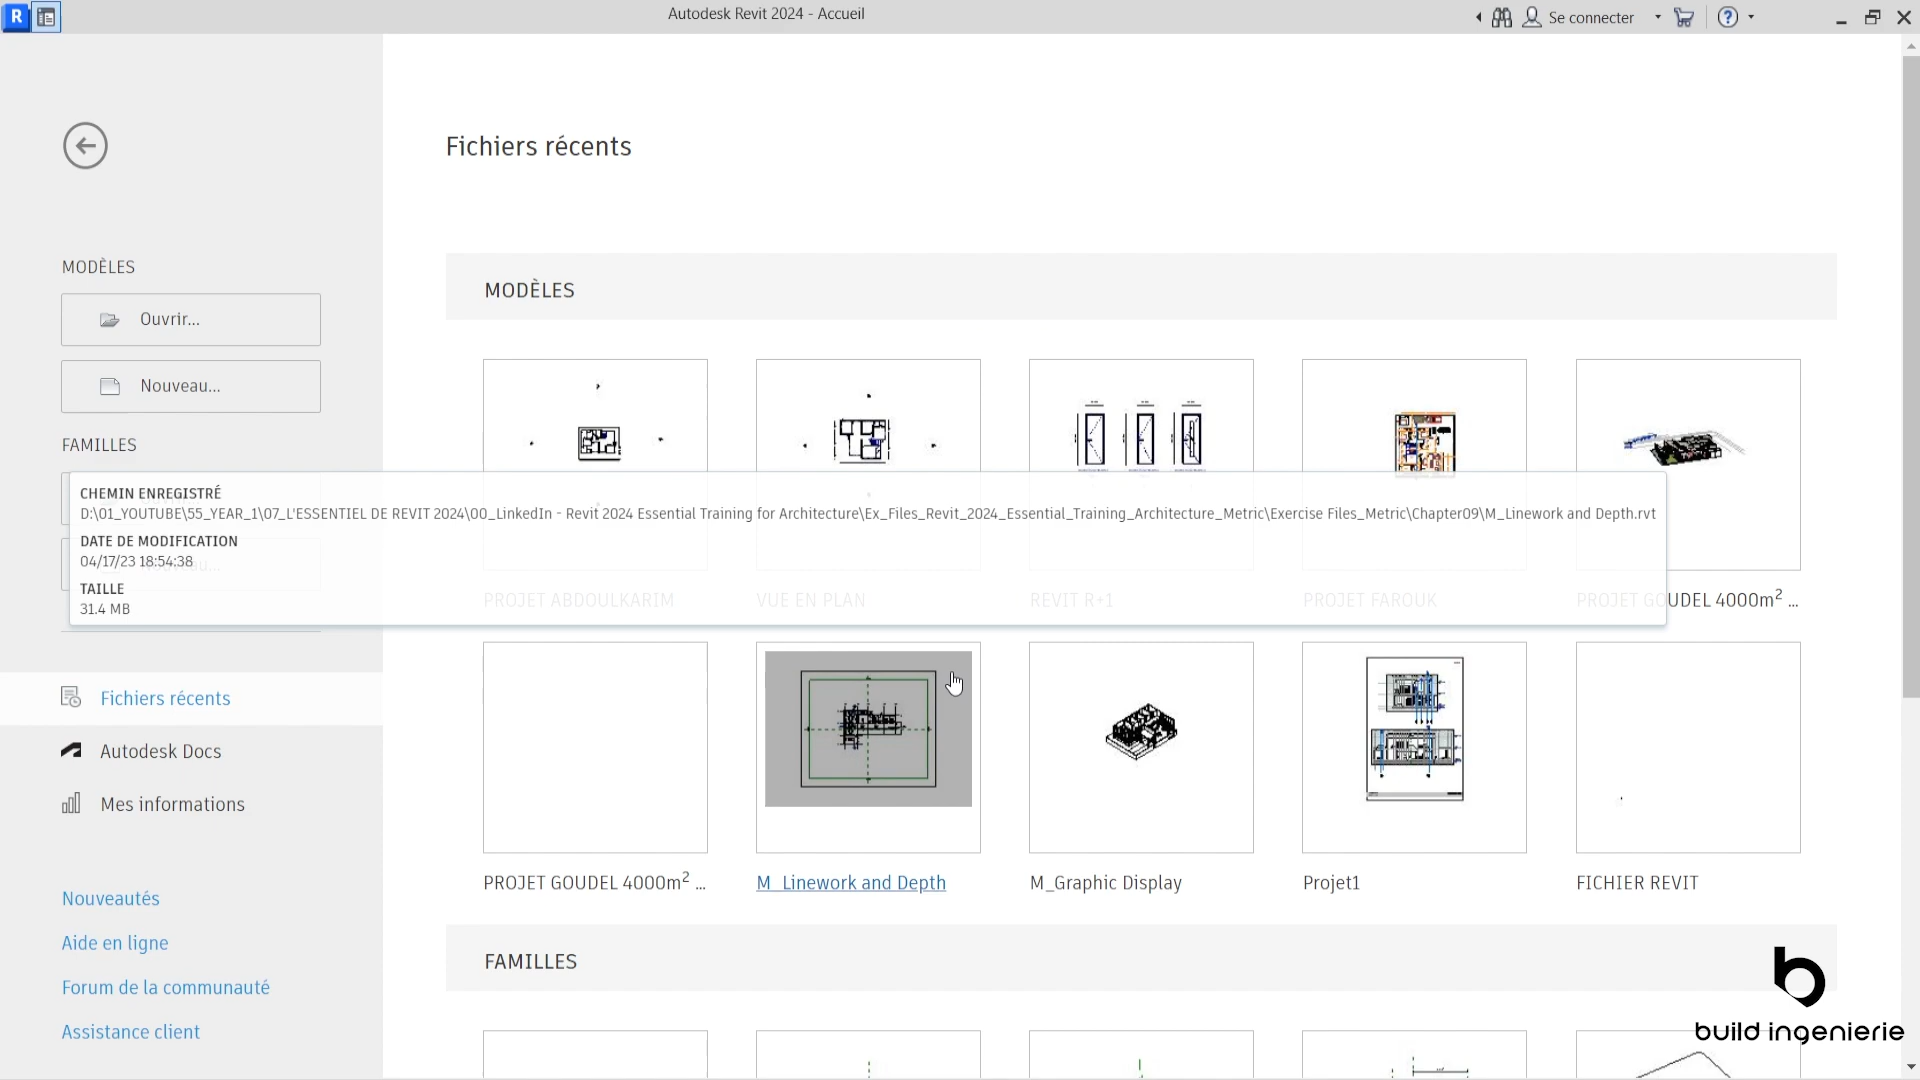 Autodesk Revit 2024 - Accueil
Se connecter
Fichiers récents
MODÈLES
Ouvrir...
Nouveau...
FAMILLES
MODÈLES
CHEMIN ENREGISTRÉ
D:\01_YOUTUBE\55_YEAR_1\07_L'ESSENTIEL DE REVIT 2024\00_LinkedIn - Revit 2024 Essential Training for Architecture\Ex_Files_Revit_2024_Essential_Training_Architecture_Metric\Exercise Files_Metric\Chapter09\M_Linework and Depth.rvt
DATE DE MODIFICATION
04/17/23 18:54:38
TAILLE
31.4 MB
PROJET ABDOULKARIM
VUE EN PLAN
REVIT R+1
PROJET FAROUK
PROJET GOUDEL 4000m² ...
Fichiers récents
Autodesk Docs
Mes informations
PROJET GOUDEL 4000m² ...
M_Linework and Depth
M_Graphic Display
Projet1
FICHIER REVIT
Nouveautés
Aide en ligne
Forum de la communauté
Assistance client
FAMILLES
build ingenierie